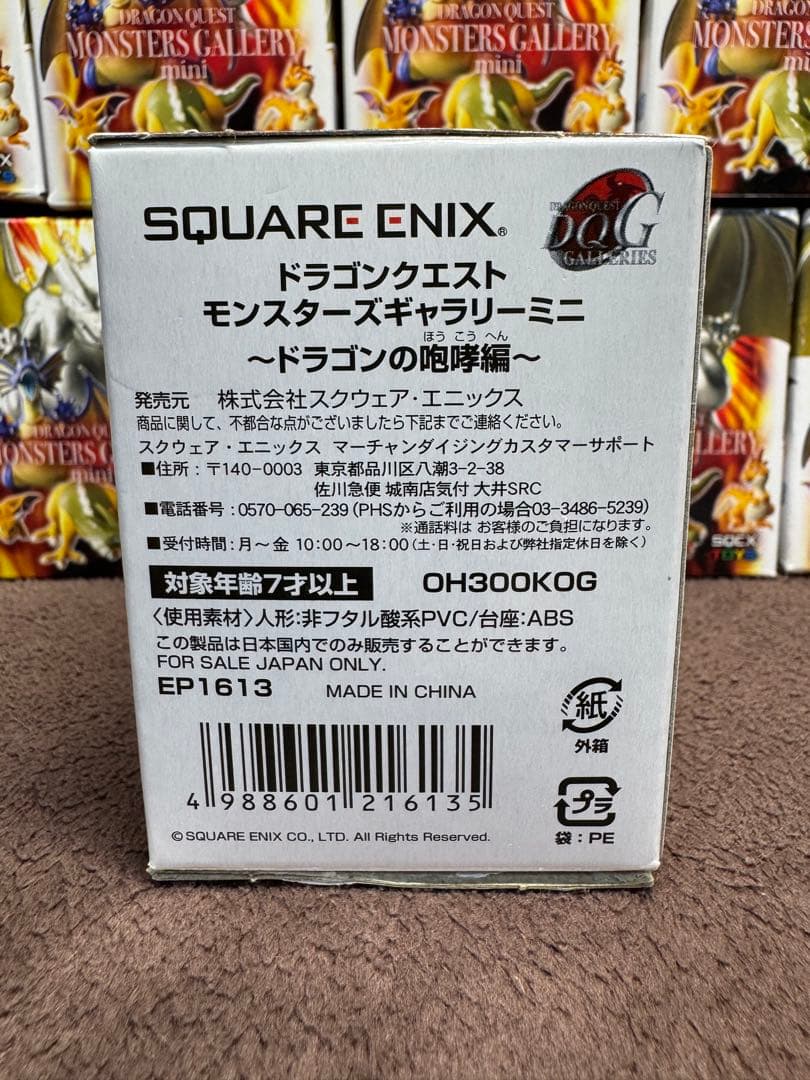 DRAGON QUEST
MONSTERS GALLERY
mini
DRAGON QUEST
MONSTERS GALLERY
mini
DRAGON QUEST
MONSTERS
mini
SQUARE ENIX®
DRAGON QUEST
DQG
GALLERIES
ドラゴンクエスト
モンスターズギャラリーミニ
ほう こう へん
～ドラゴンの咆哮編～
発売元 株式会社スクウェア・エニックス
商品に関して、不都合な点がございましたら下記までご連絡ください。
スクウェア・エニックス マーチャンダイジングカスタマーサポート
■住所：〒140-0003 東京都品川区八潮3-2-38
佐川急便 城南店気付 大井SRC
■電話番号：0570-065-239（PHSからご利用の場合03-3486-5239）
※通話料は お客様のご負担になります。
■受付時間：月～金 10:00～18:00（土・日・祝日および弊社指定休日を除く）
対象年齢7才以上 OH300KOG
〈使用素材〉人形：非フタル酸系PVC/台座：ABS
この製品は日本国内でのみ販売することができます。
FOR SALE JAPAN ONLY.
EP1613 MADE IN CHINA
紙
外箱
4 988601 216135
プラ
袋：PE
© SQUARE ENIX CO., LTD. All Rights Reserved.
DRAGON QU
MONSTERS GA
mini
GALLERY
TOYS